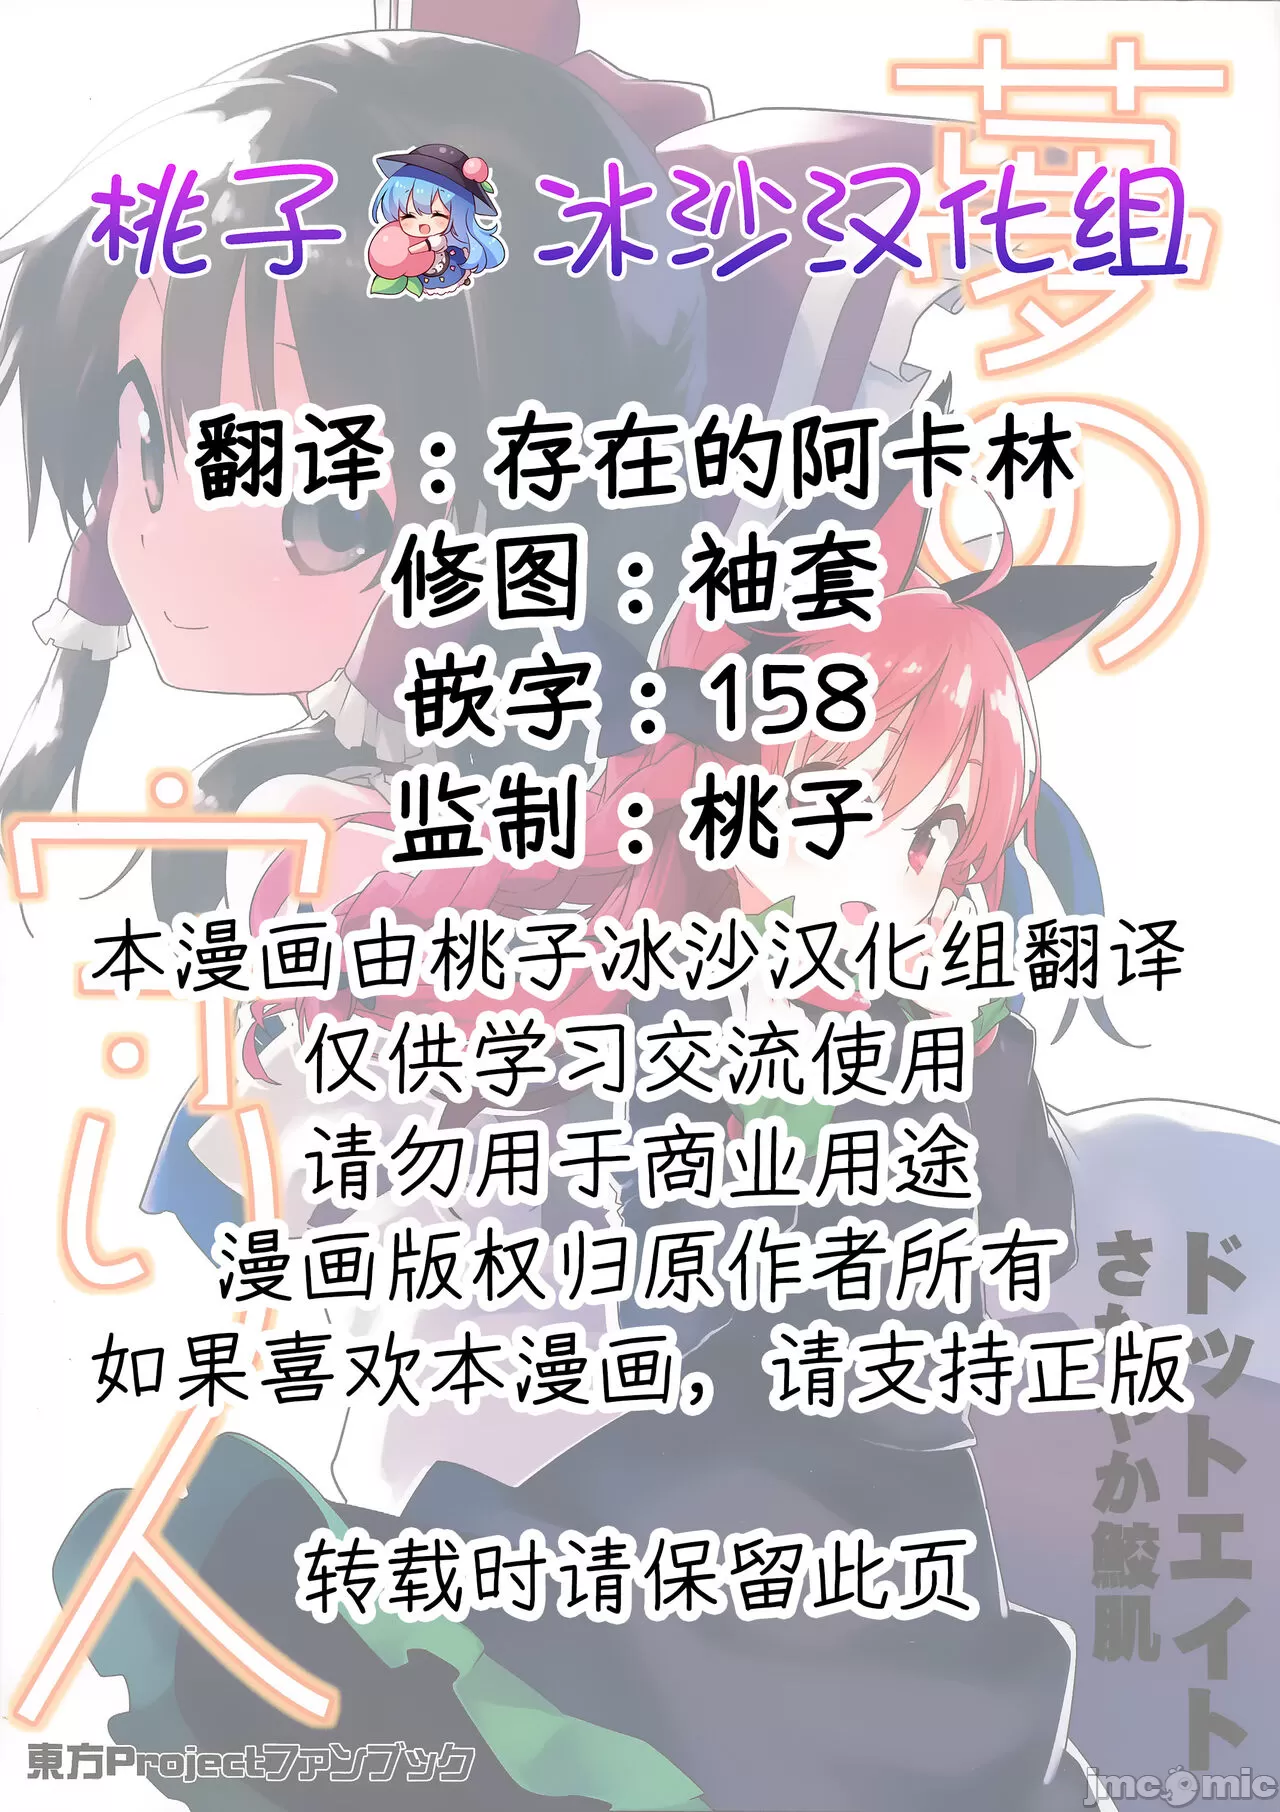 桃子冰沙汉化组
翻译：存在的阿卡林
修图：袖套
嵌字：158
监制：桃子
本漫画由桃子冰沙汉化组翻译
仅供学习交流使用
请勿用于商业用途
漫画版权归原作者所有
如果喜欢本漫画，请支持正版
转载时请保留此页
夢の
守り人
ドットエイト
さわやか鮫肌
東方Projectファンブック
jmcomic